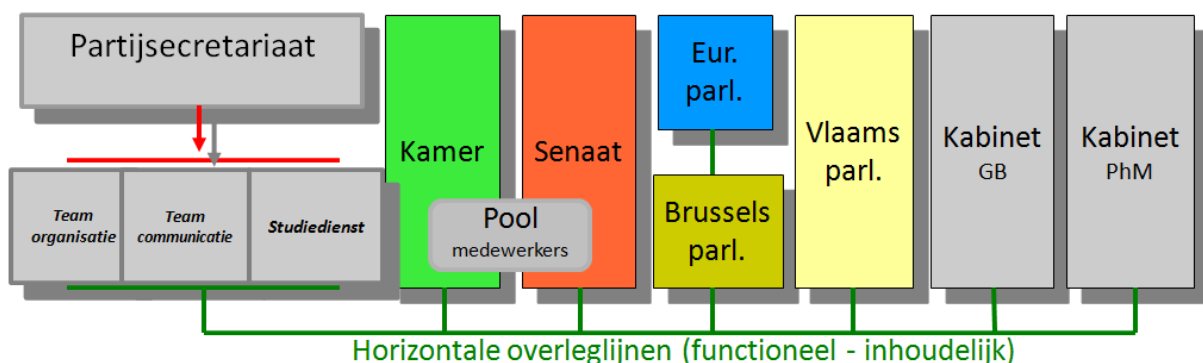 Partijsecretariaat
Team
organisatie
Team
communicatie
Studiedienst
Kamer
Senaat
Pool
medewerkers
Eur.
parl.
Brussels
parl.
Vlaams
parl.
Kabinet
GB
Kabinet
PhM
Horizontale overleglijnen (functioneel - inhoudelijk)